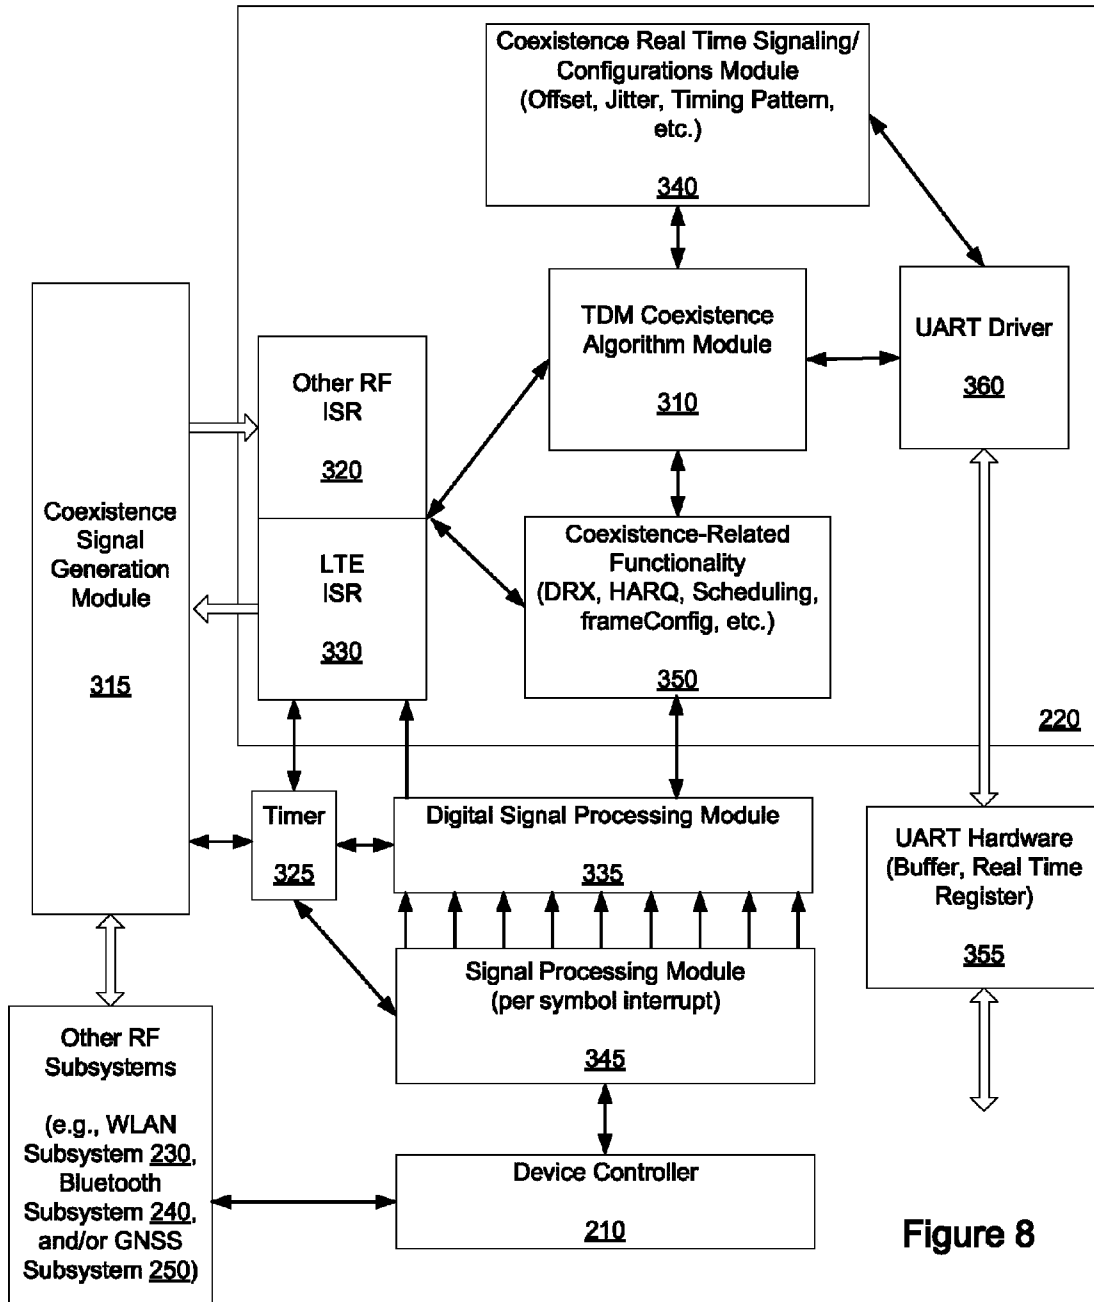 Coexistence Real Time Signaling/
Configurations Module
(Offset, Jitter, Timing Pattern,
etc.)
340
TDM Coexistence
Algorithm Module
310
UART Driver
360
Other RF
ISR
320
LTE
ISR
330
Coexistence
Signal
Generation
Module
315
Coexistence-Related
Functionality
(DRX, HARQ, Scheduling,
frameConfig, etc.)
350
220
Timer
325
Digital Signal Processing Module
335
UART Hardware
(Buffer, Real Time
Register)
355
Signal Processing Module
(per symbol interrupt)
345
Other RF
Subsystems
(e.g., WLAN
Subsystem 230,
Bluetooth
Subsystem 240,
and/or GNSS
Subsystem 250)
Device Controller
210
Figure 8